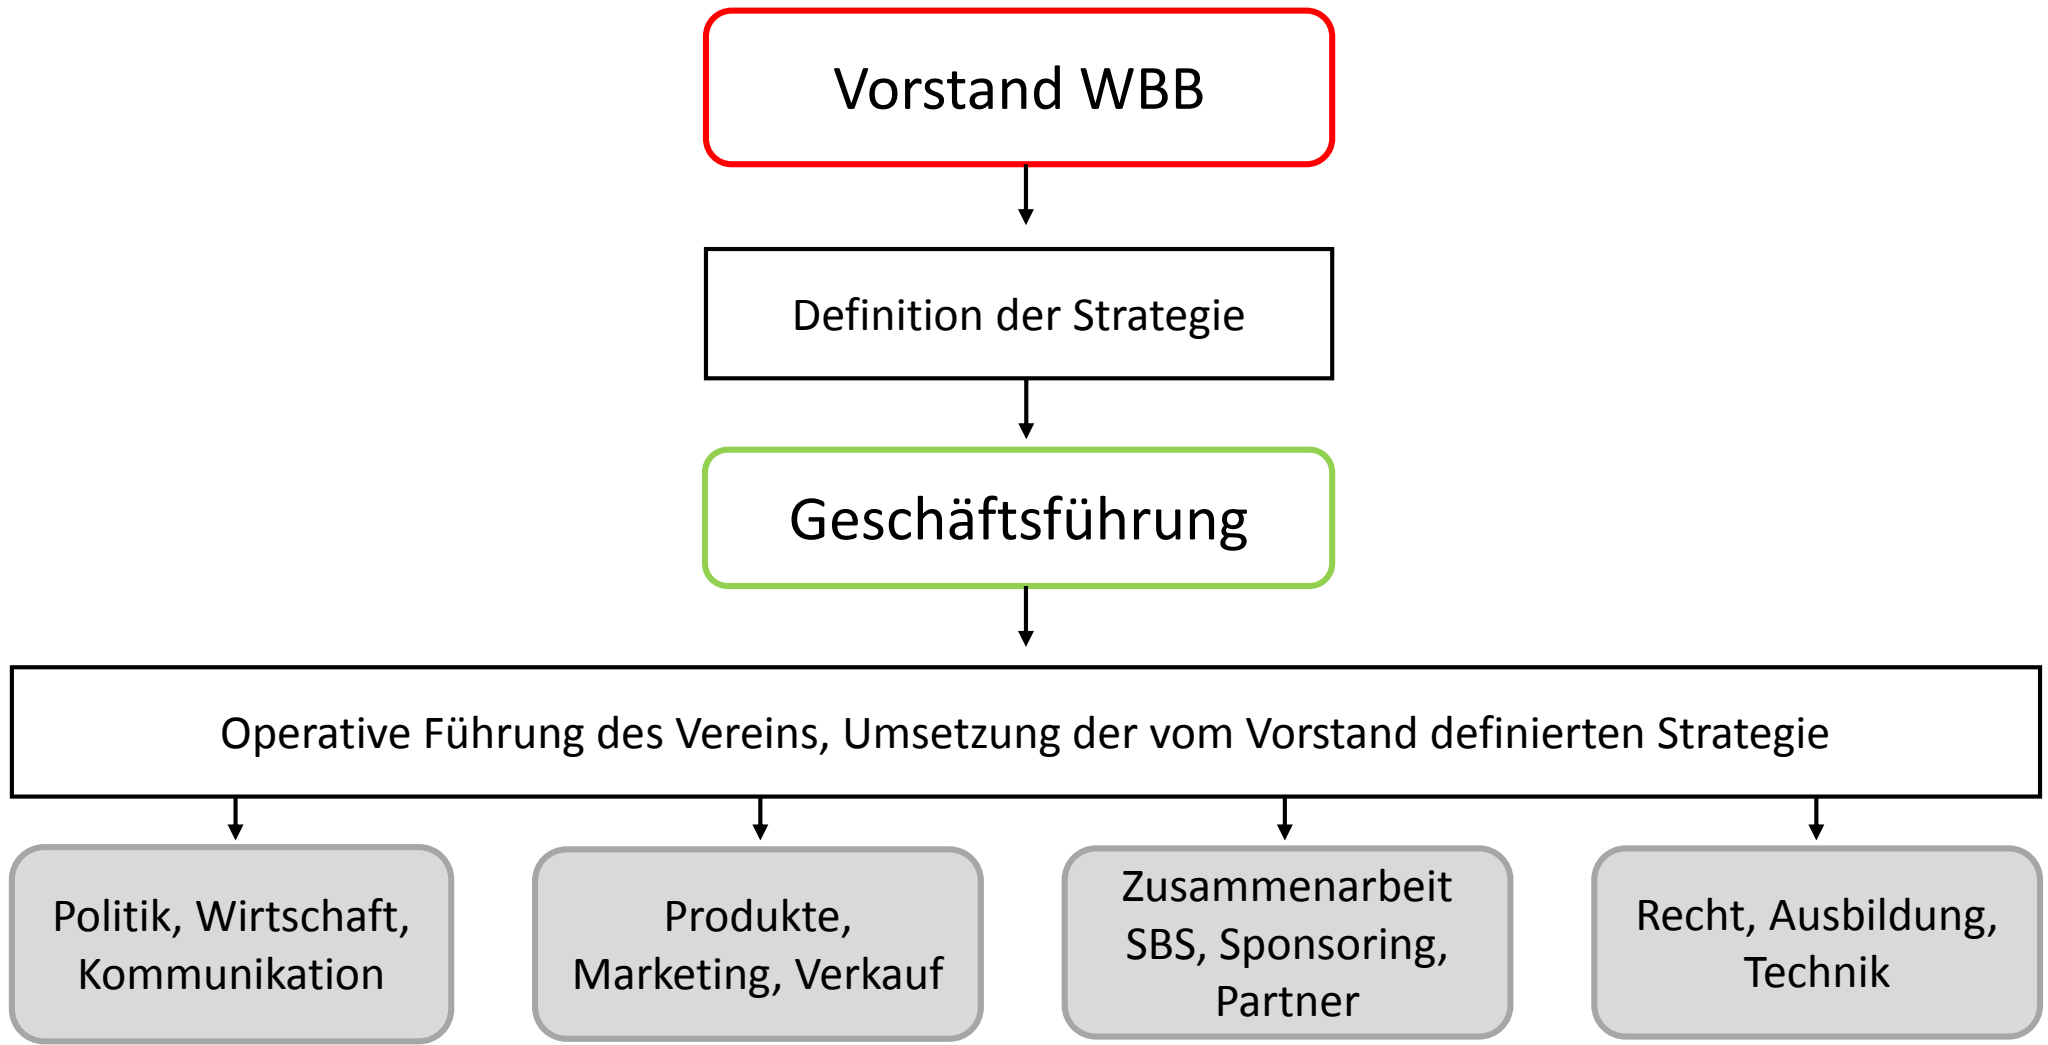 Vorstand WBB
Definition der Strategie
Geschäftsführung
Operative Führung des Vereins, Umsetzung der vom Vorstand definierten Strategie
Politik, Wirtschaft,
Kommunikation
Produkte,
Marketing, Verkauf
Zusammenarbeit
SBS, Sponsoring,
Partner
Recht, Ausbildung,
Technik